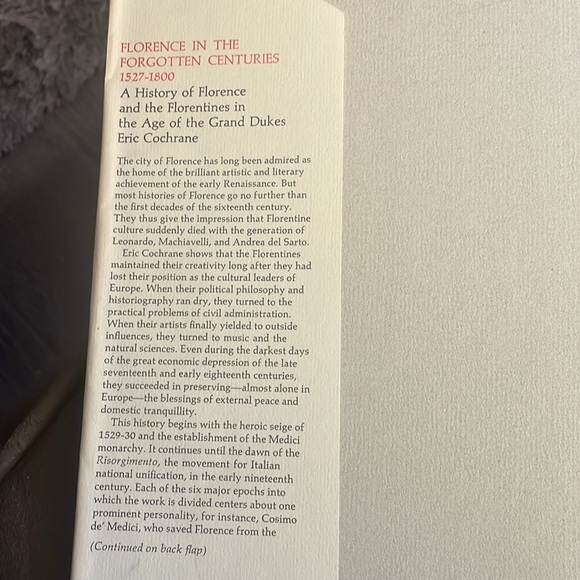 FLORENCE IN THE
FORGOTTEN CENTURIES
1527-1800
A History of Florence
and the Florentines in
the Age of the Grand Dukes
Eric Cochrane
The city of Florence has long been admired as
the home of the brilliant artistic and literary
achievement of the early Renaissance. But
most histories of Florence go no further than
the first decades of the sixteenth century.
They thus give the impression that Florentine
culture suddenly died with the generation of
Leonardo, Machiavelli, and Andrea del Sarto.
Eric Cochrane shows that the Florentines
maintained their creativity long after they had
lost their position as the cultural leaders of
Europe. When their political philosophy and
historiography ran dry, they turned to the
practical problems of civil administration.
When their artists finally yielded to outside
influences, they turned to music and the
natural sciences. Even during the darkest days
of the great economic depression of the late
seventeenth and early eighteenth centuries,
they succeeded in preserving—almost alone in
Europe—the blessings of external peace and
domestic tranquillity.
This history begins with the heroic seige of
1529-30 and the establishment of the Medici
monarchy. It continues until the dawn of the
Risorgimento, the movement for Italian
national unification, in the early nineteenth
century. Each of the six major epochs into
which the work is divided centers about one
prominent personality, for instance, Cosimo
de' Medici, who saved Florence from the
(Continued on back flap)